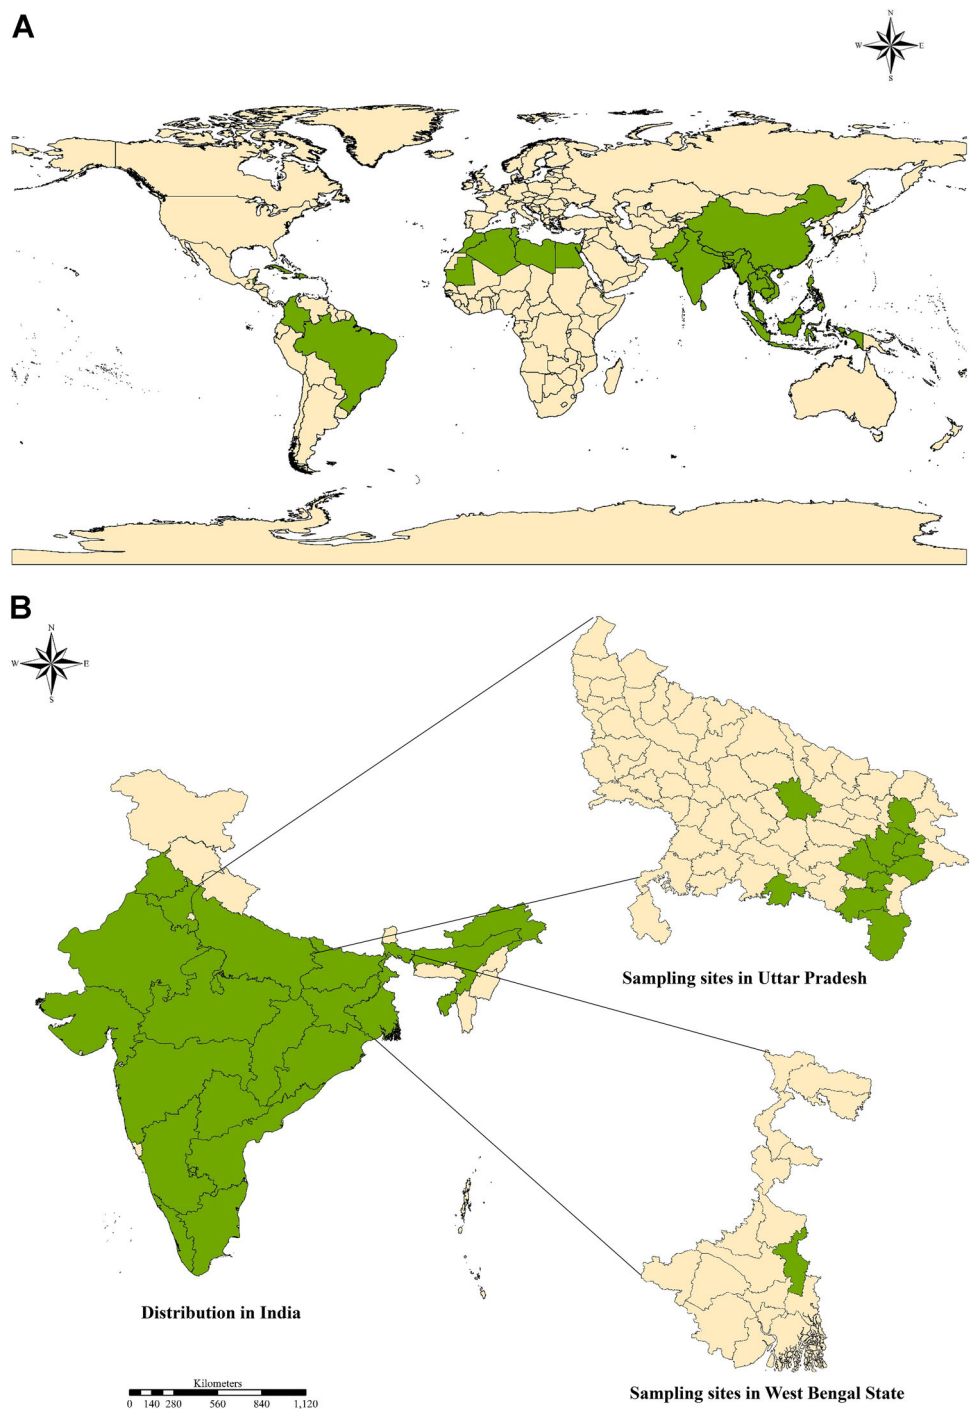 A
N
W E
S
B
N
W E
S
Sampling sites in Uttar Pradesh
Distribution in India
Kilometers
0 140 280 560 840 1,120
Sampling sites in West Bengal State